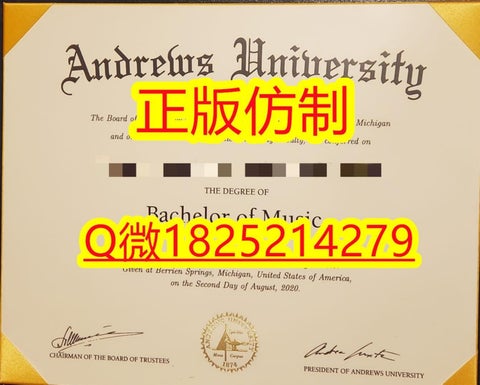 Andrews University
正版仿制
The Board of Michigan
and
on
THE DEGREE OF
Bachelor of Music
Q微1825214279
Given at Berrien Springs, Michigan, United States of America,
on the Second Day of August, 2020.
CHAIRMAN OF THE BOARD OF TRUSTEES
1874
PRESIDENT OF ANDREWS UNIVERSITY